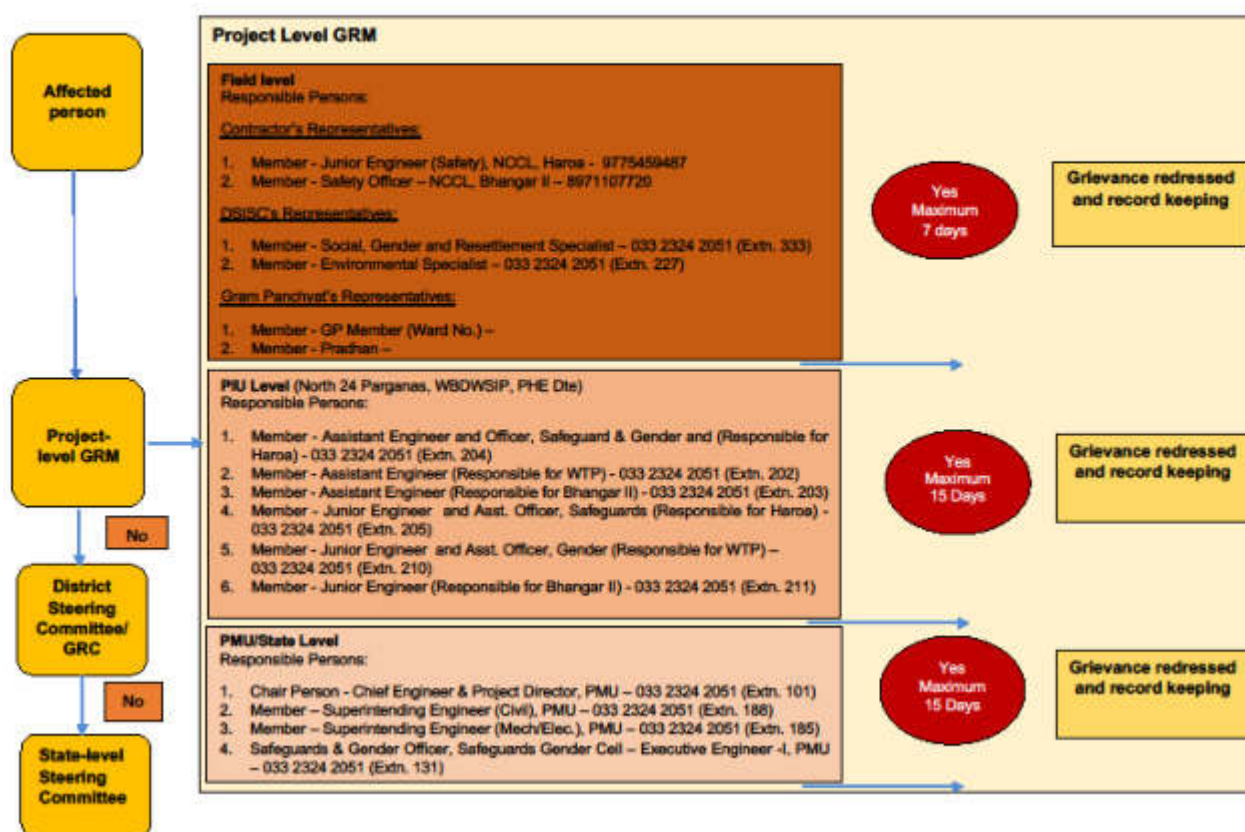 Affected
person
Project-
level GRM
No
District
Steering
Committee/
GRC
No
State-level
Steering
Committee
Project Level GRM
Field level
Responsible Persons:
Contractor's Representatives:
1. Member - Junior Engineer (Safety), NCCL, Haroa - 9775459487
2. Member - Safety Officer – NCCL, Bhangar II – 8971107720
DSISC's Representatives:
1. Member - Social, Gender and Resettlement Specialist – 033 2324 2051 (Extn. 333)
2. Member - Environmental Specialist – 033 2324 2051 (Extn. 227)
Gram Panchyat's Representatives:
1. Member - GP Member (Ward No.) –
2. Member - Pradhan –
Yes
Maximum
7 days
Grievance redressed
and record keeping
PIU Level (North 24 Parganas, WBDWSIP, PHE Dte)
Responsible Persons:
1. Member - Assistant Engineer and Officer, Safeguard & Gender and (Responsible for
Haroa) - 033 2324 2051 (Extn. 204)
2. Member - Assistant Engineer (Responsible for WTP) - 033 2324 2051 (Extn. 202)
3. Member - Assistant Engineer (Responsible for Bhangar II) - 033 2324 2051 (Extn. 203)
4. Member - Junior Engineer and Asst. Officer, Safeguards (Responsible for Haroa) -
033 2324 2051 (Extn. 205)
5. Member - Junior Engineer and Asst. Officer, Gender (Responsible for WTP) –
033 2324 2051 (Extn. 210)
6. Member - Junior Engineer (Responsible for Bhangar II) - 033 2324 2051 (Extn. 211)
Yes
Maximum
15 Days
Grievance redressed
and record keeping
PMU/State Level
Responsible Persons:
1. Chair Person - Chief Engineer & Project Director, PMU – 033 2324 2051 (Extn. 101)
2. Member – Superintending Engineer (Civil), PMU – 033 2324 2051 (Extn. 188)
3. Member – Superintending Engineer (Mech/Elec.), PMU – 033 2324 2051 (Extn. 185)
4. Safeguards & Gender Officer, Safeguards Gender Cell – Executive Engineer -I, PMU
– 033 2324 2051 (Extn. 131)
Yes
Maximum
15 Days
Grievance redressed
and record keeping